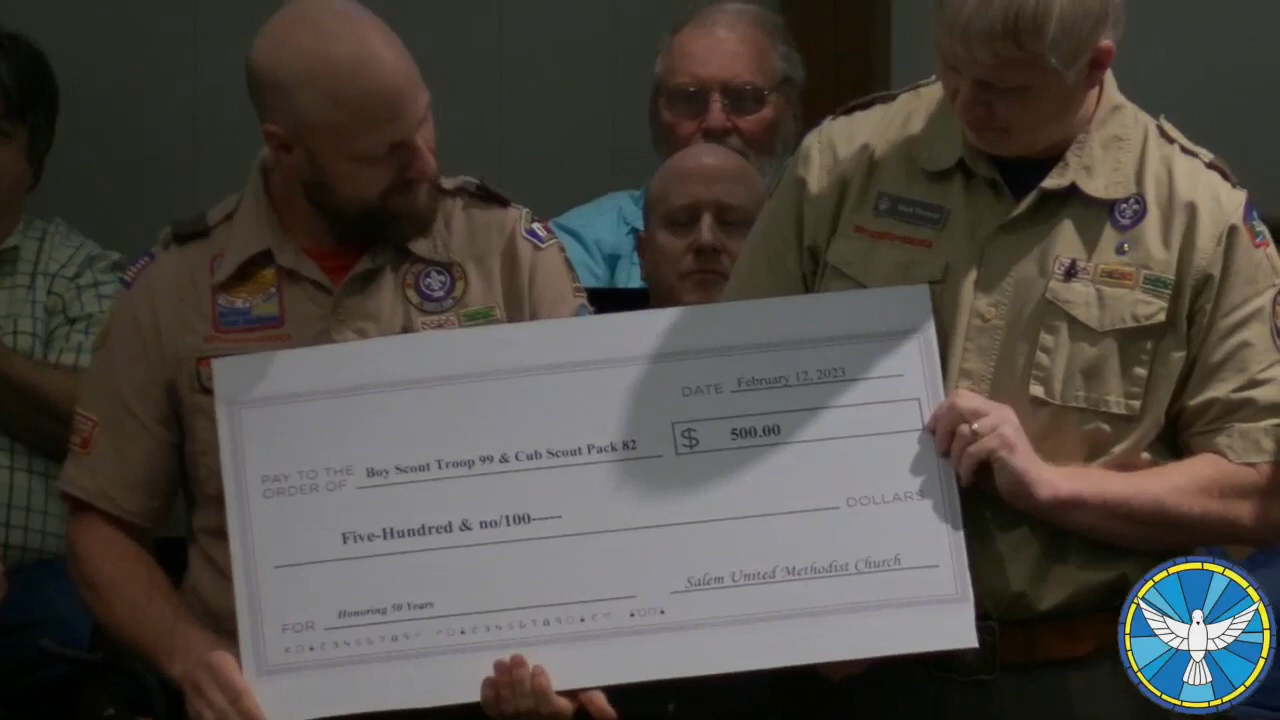 DATE February 12, 2023
PAY TO THE
ORDER OF Boy Scout Troop 99 & Cub Scout Pack 82
$ 500.00
Five-Hundred & no/100-----
DOLLARS
Salem United Methodist Church
FOR Honoring 50 Years